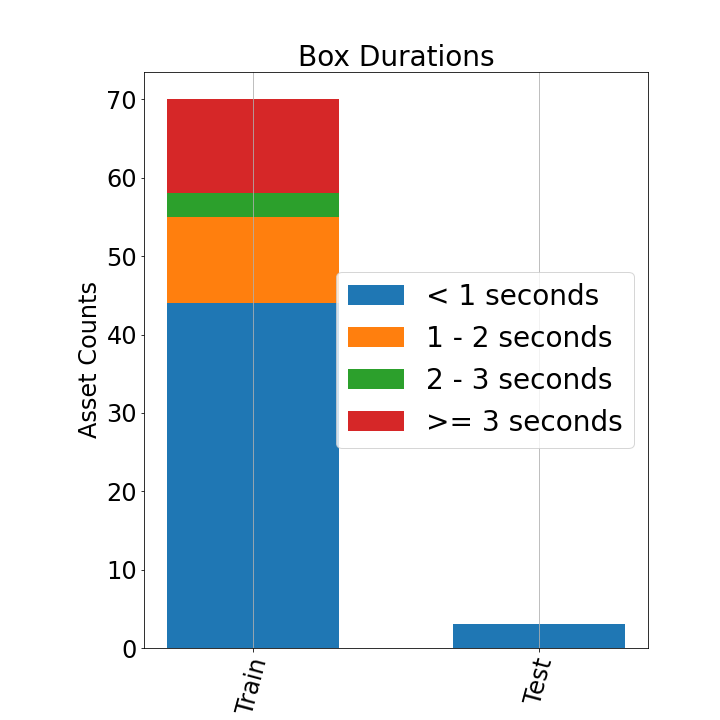 Box Durations
70
60
50
40
30
20
10
0
Asset Counts
< 1 seconds
1 - 2 seconds
2 - 3 seconds
>= 3 seconds
Train
Test